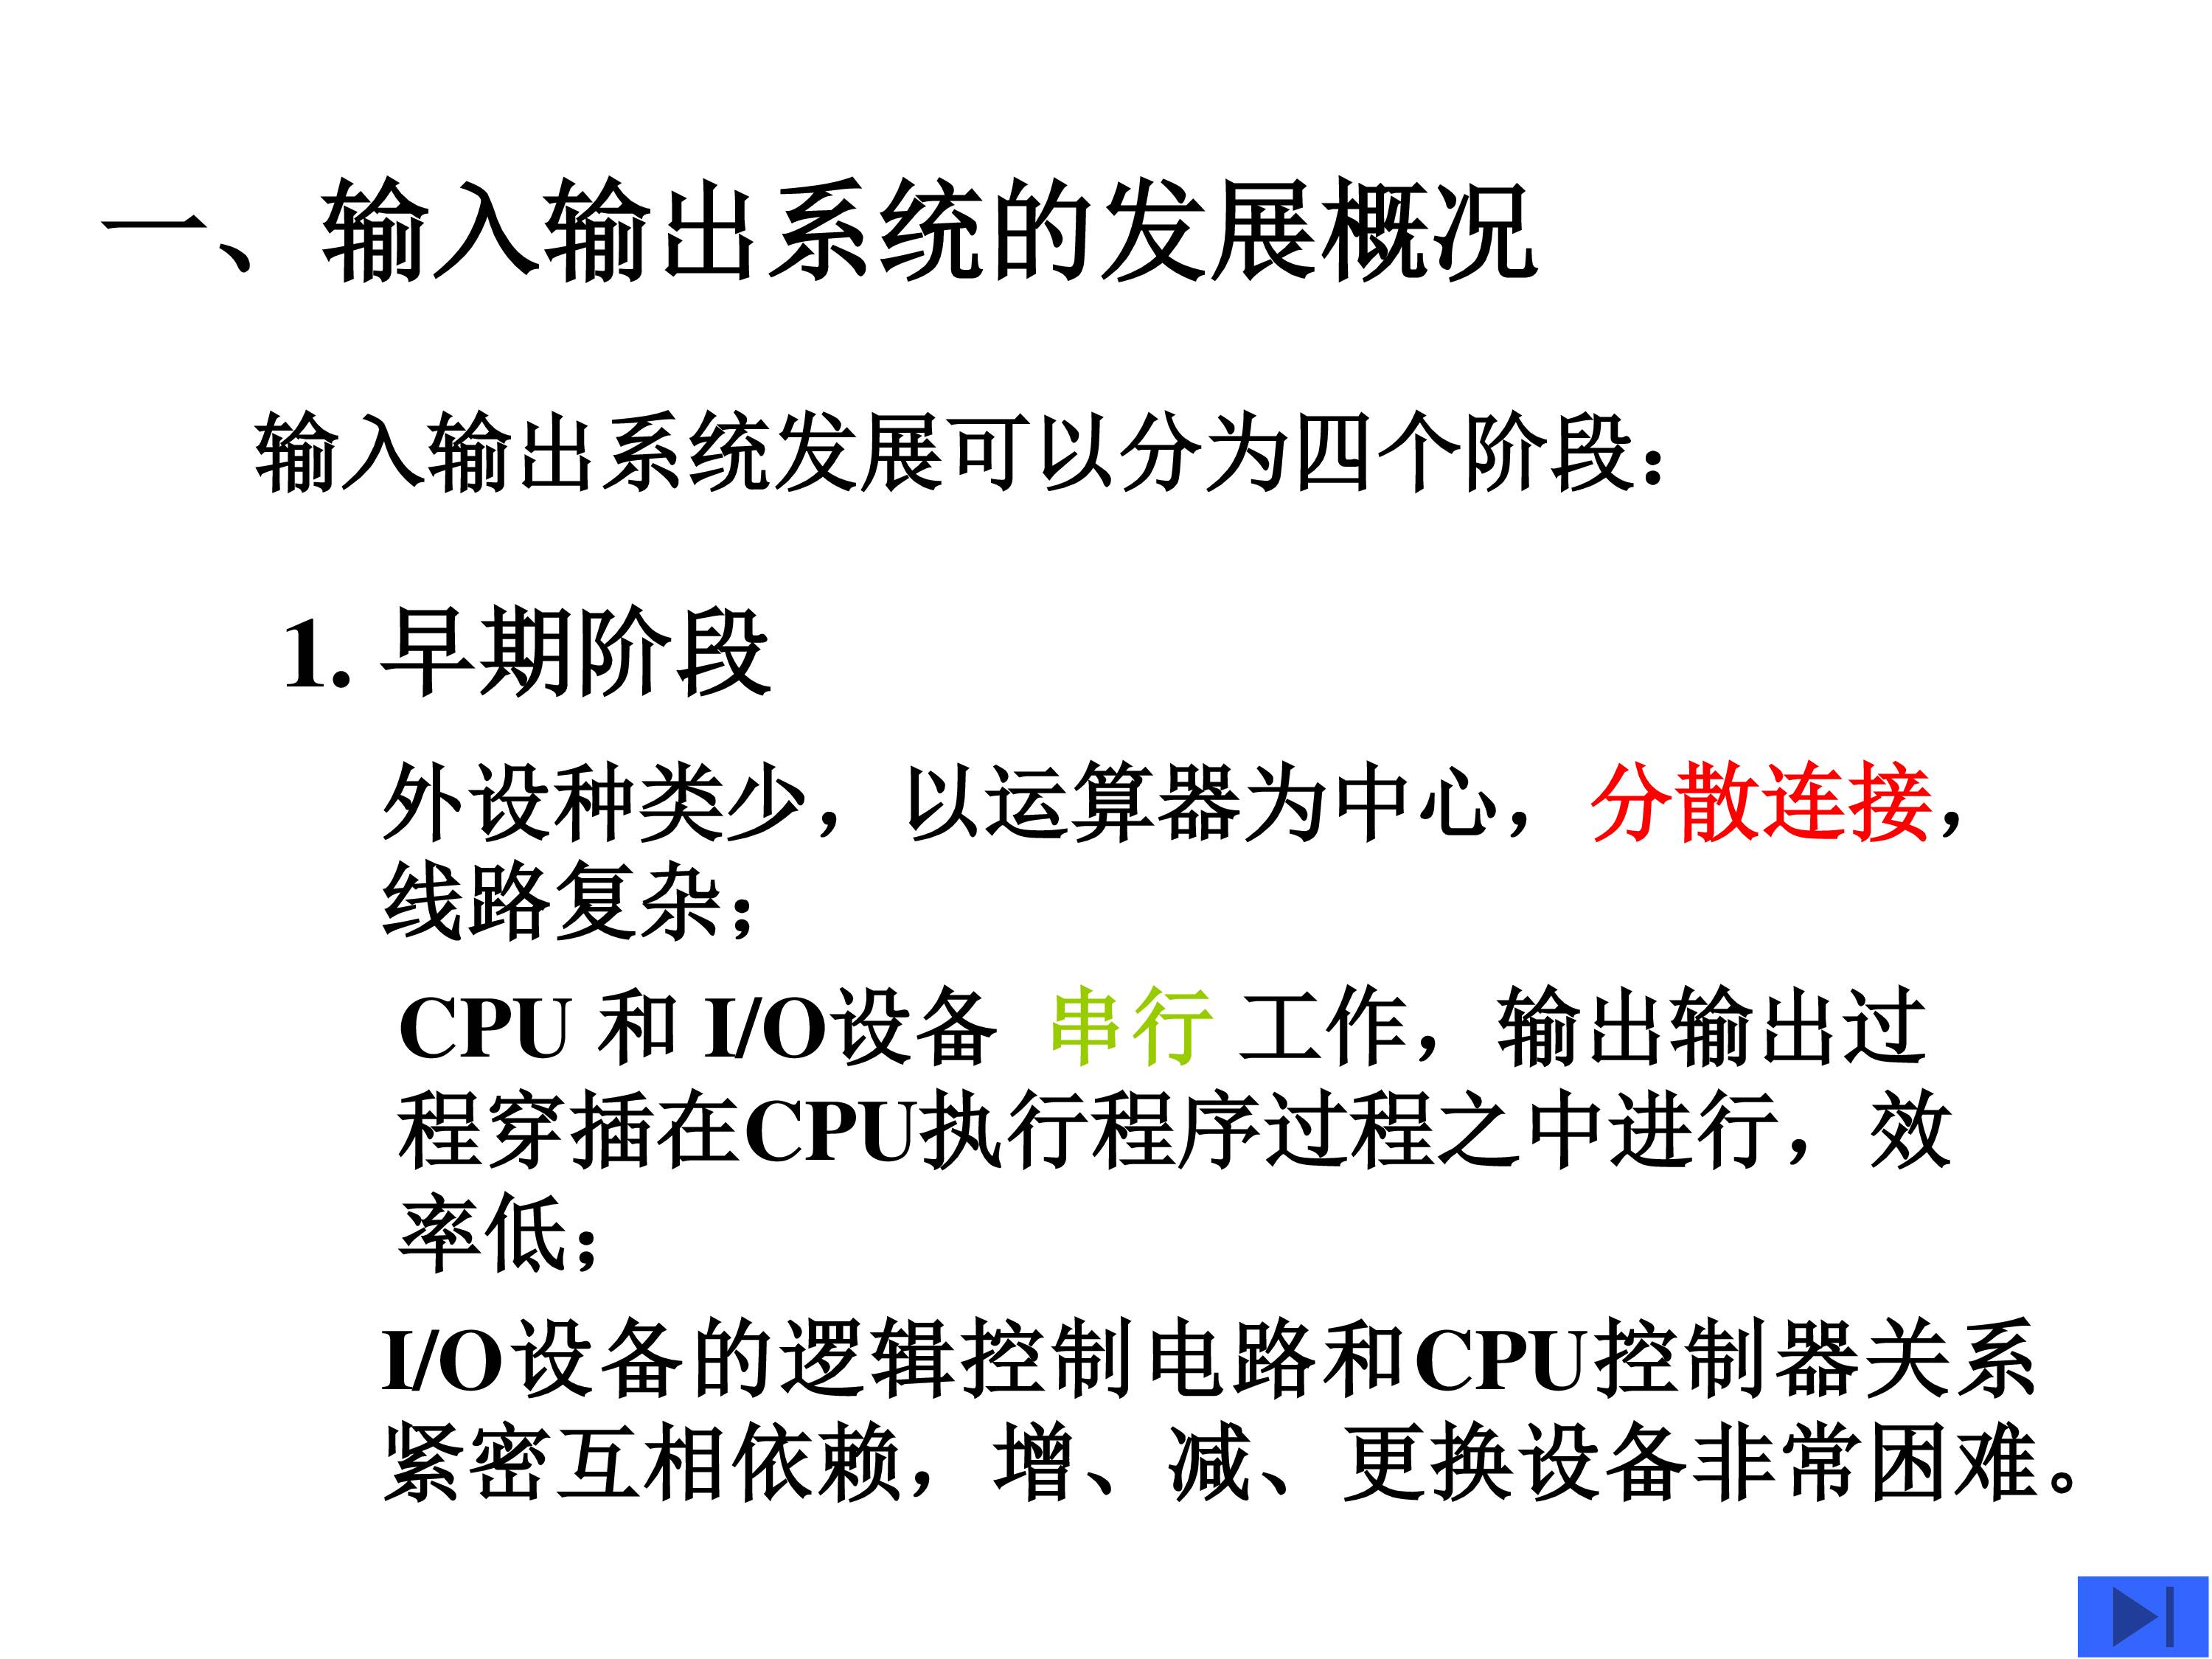 一、输入输出系统的发展概况
输入输出系统发展可以分为四个阶段：
1. 早期阶段
外设种类少，以运算器为中心，分散连接，
线路复杂；
CPU 和 I/O设备 串行 工作，输出输出过
程穿插在CPU执行程序过程之中进行，效
率低；
I/O设备的逻辑控制电路和CPU控制器关系
紧密互相依赖，增、减、更换设备非常困难。